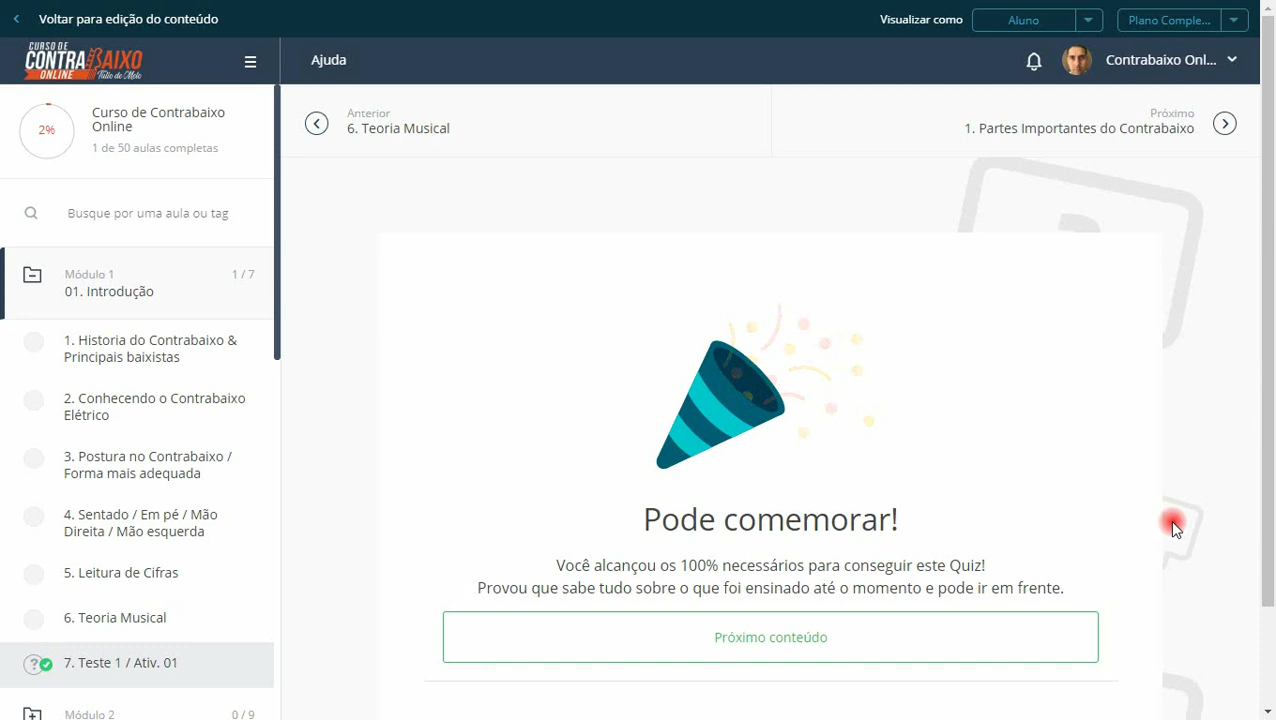 Voltar para edição do conteúdo
Visualizar como
Aluno
Plano Comple...
CURSO DE
CONTRABAIXO
ONLINE
Túlio de Melo
Ajuda
Contrabaixo Onl...
2%
Curso de Contrabaixo
Online
1 de 50 aulas completas
Anterior
6. Teoria Musical
Próximo
1. Partes Importantes do Contrabaixo
Busque por uma aula ou tag
Módulo 1
1 / 7
01. Introdução
1. Historia do Contrabaixo &
Principais baixistas
2. Conhecendo o Contrabaixo
Elétrico
3. Postura no Contrabaixo /
Forma mais adequada
4. Sentado / Em pé / Mão
Direita / Mão esquerda
5. Leitura de Cifras
6. Teoria Musical
7. Teste 1 / Ativ. 01
Módulo 2
0 / 9
Pode comemorar!
Você alcançou os 100% necessários para conseguir este Quiz!
Provou que sabe tudo sobre o que foi ensinado até o momento e pode ir em frente.
Próximo conteúdo